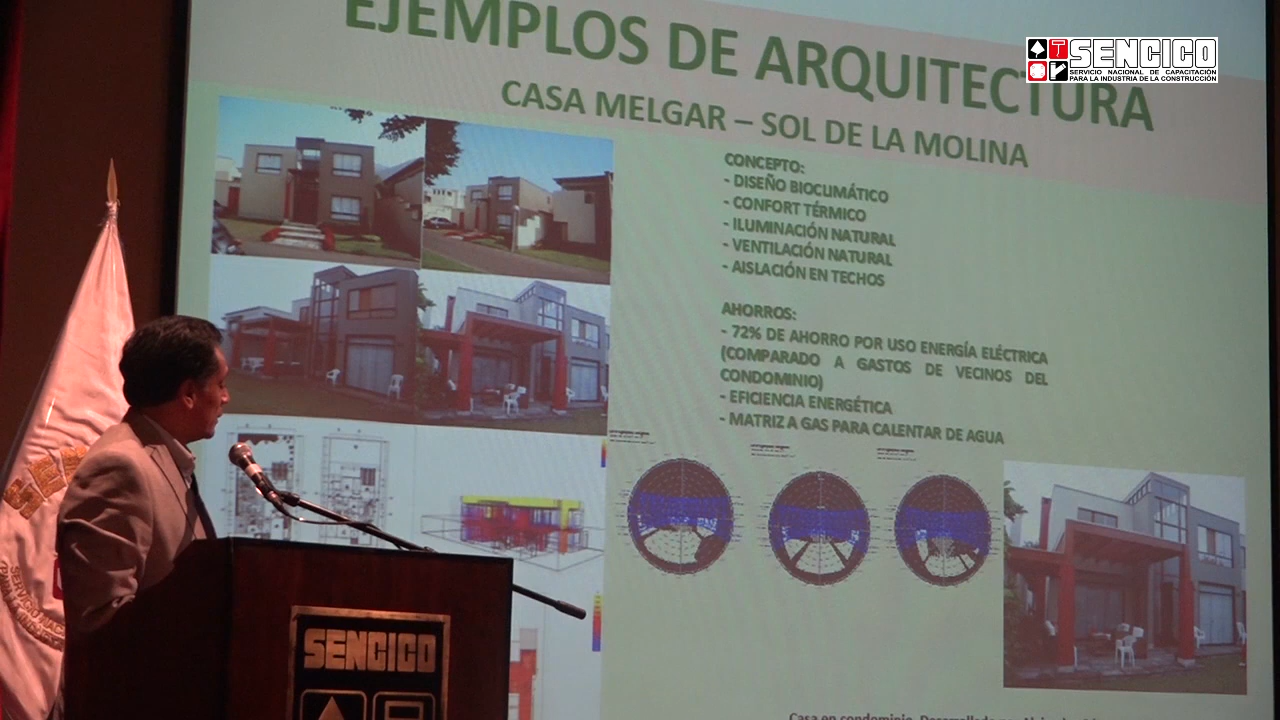 EJEMPLOS DE ARQUITECTURA
SENCICO
SERVICIO NACIONAL DE CAPACITACIÓN
PARA LA INDUSTRIA DE LA CONSTRUCCIÓN
CASA MELGAR – SOL DE LA MOLINA
CONCEPTO:
- DISEÑO BIOCLIMÁTICO
- CONFORT TÉRMICO
- ILUMINACIÓN NATURAL
- VENTILACIÓN NATURAL
- AISLACIÓN EN TECHOS
AHORROS:
- 72% DE AHORRO POR USO ENERGÍA ELÉCTRICA
(COMPARADO A GASTOS DE VECINOS DEL
CONDOMINIO)
- EFICIENCIA ENERGÉTICA
- MATRIZ A GAS PARA CALENTAR DE AGUA
Casa en condominio. Desarrollado por
SENCICO